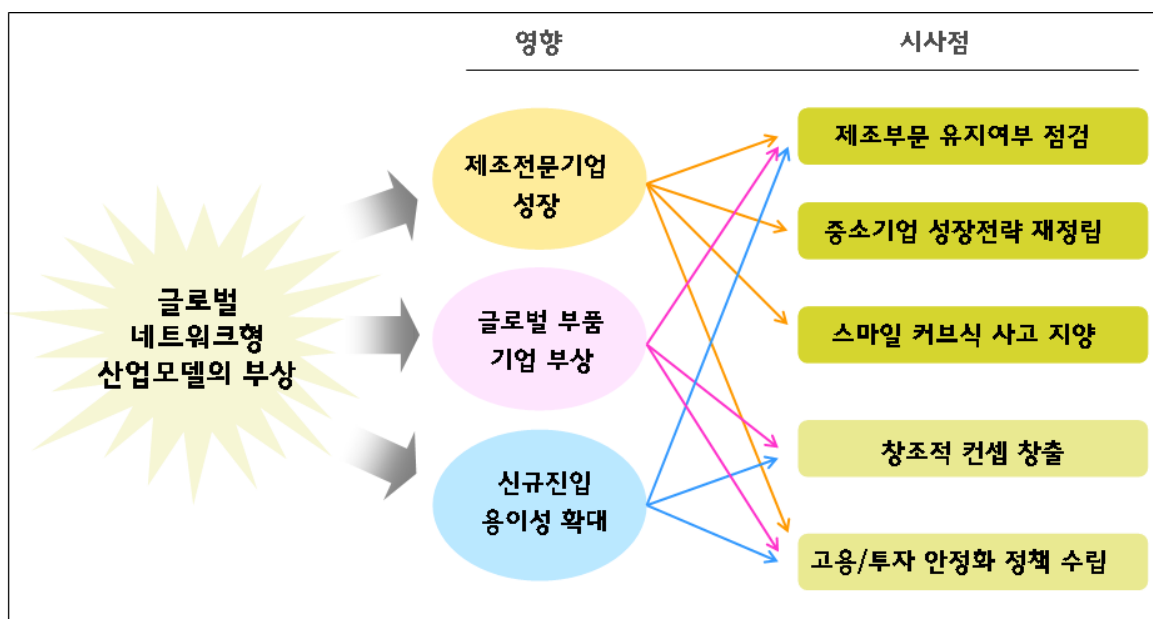 영향
시사점
글로벌
네트워크형
산업모델의 부상
제조전문기업
성장
글로벌 부품
기업 부상
신규진입
용이성 확대
제조부문 유지여부 점검
중소기업 성장전략 재정립
스마일 커브식 사고 지양
창조적 컨셉 창출
고용/투자 안정화 정책 수립